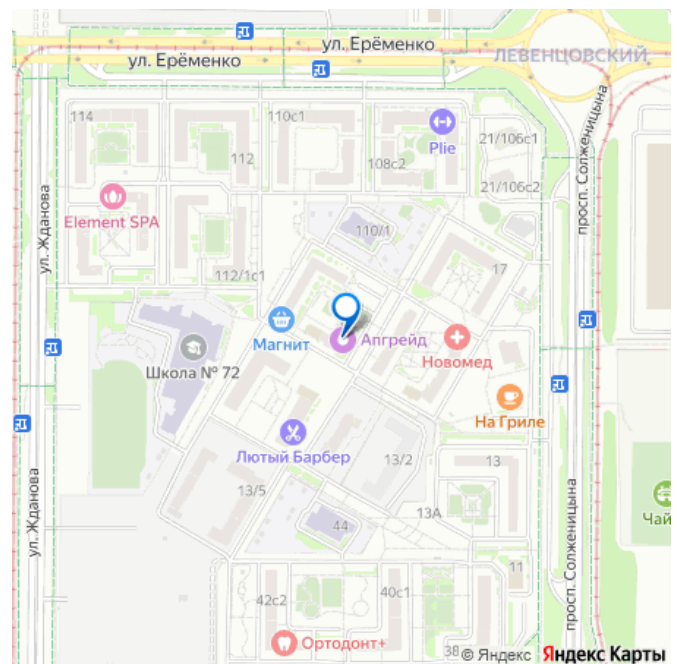 ул. Ерёменко
ул. Ерёменко
ЛЕВЕНЦОВСКИЙ
114
110с1
112
108с2
Plie
21/106с1
21/106с2
просп. Солженицына
Element SPA
ул. Жданова
110/1
112/1с1
17
Магнит
Апгрейд
Новомед
Школа № 72
На Гриле
Лютый Барбер
13/2
13
13/5
13А
44
Чай
ул. Жданова
просп. Солженицына
11
42с2
40с1
Ортодонт+
38
© Яндекс Яндекс Карты